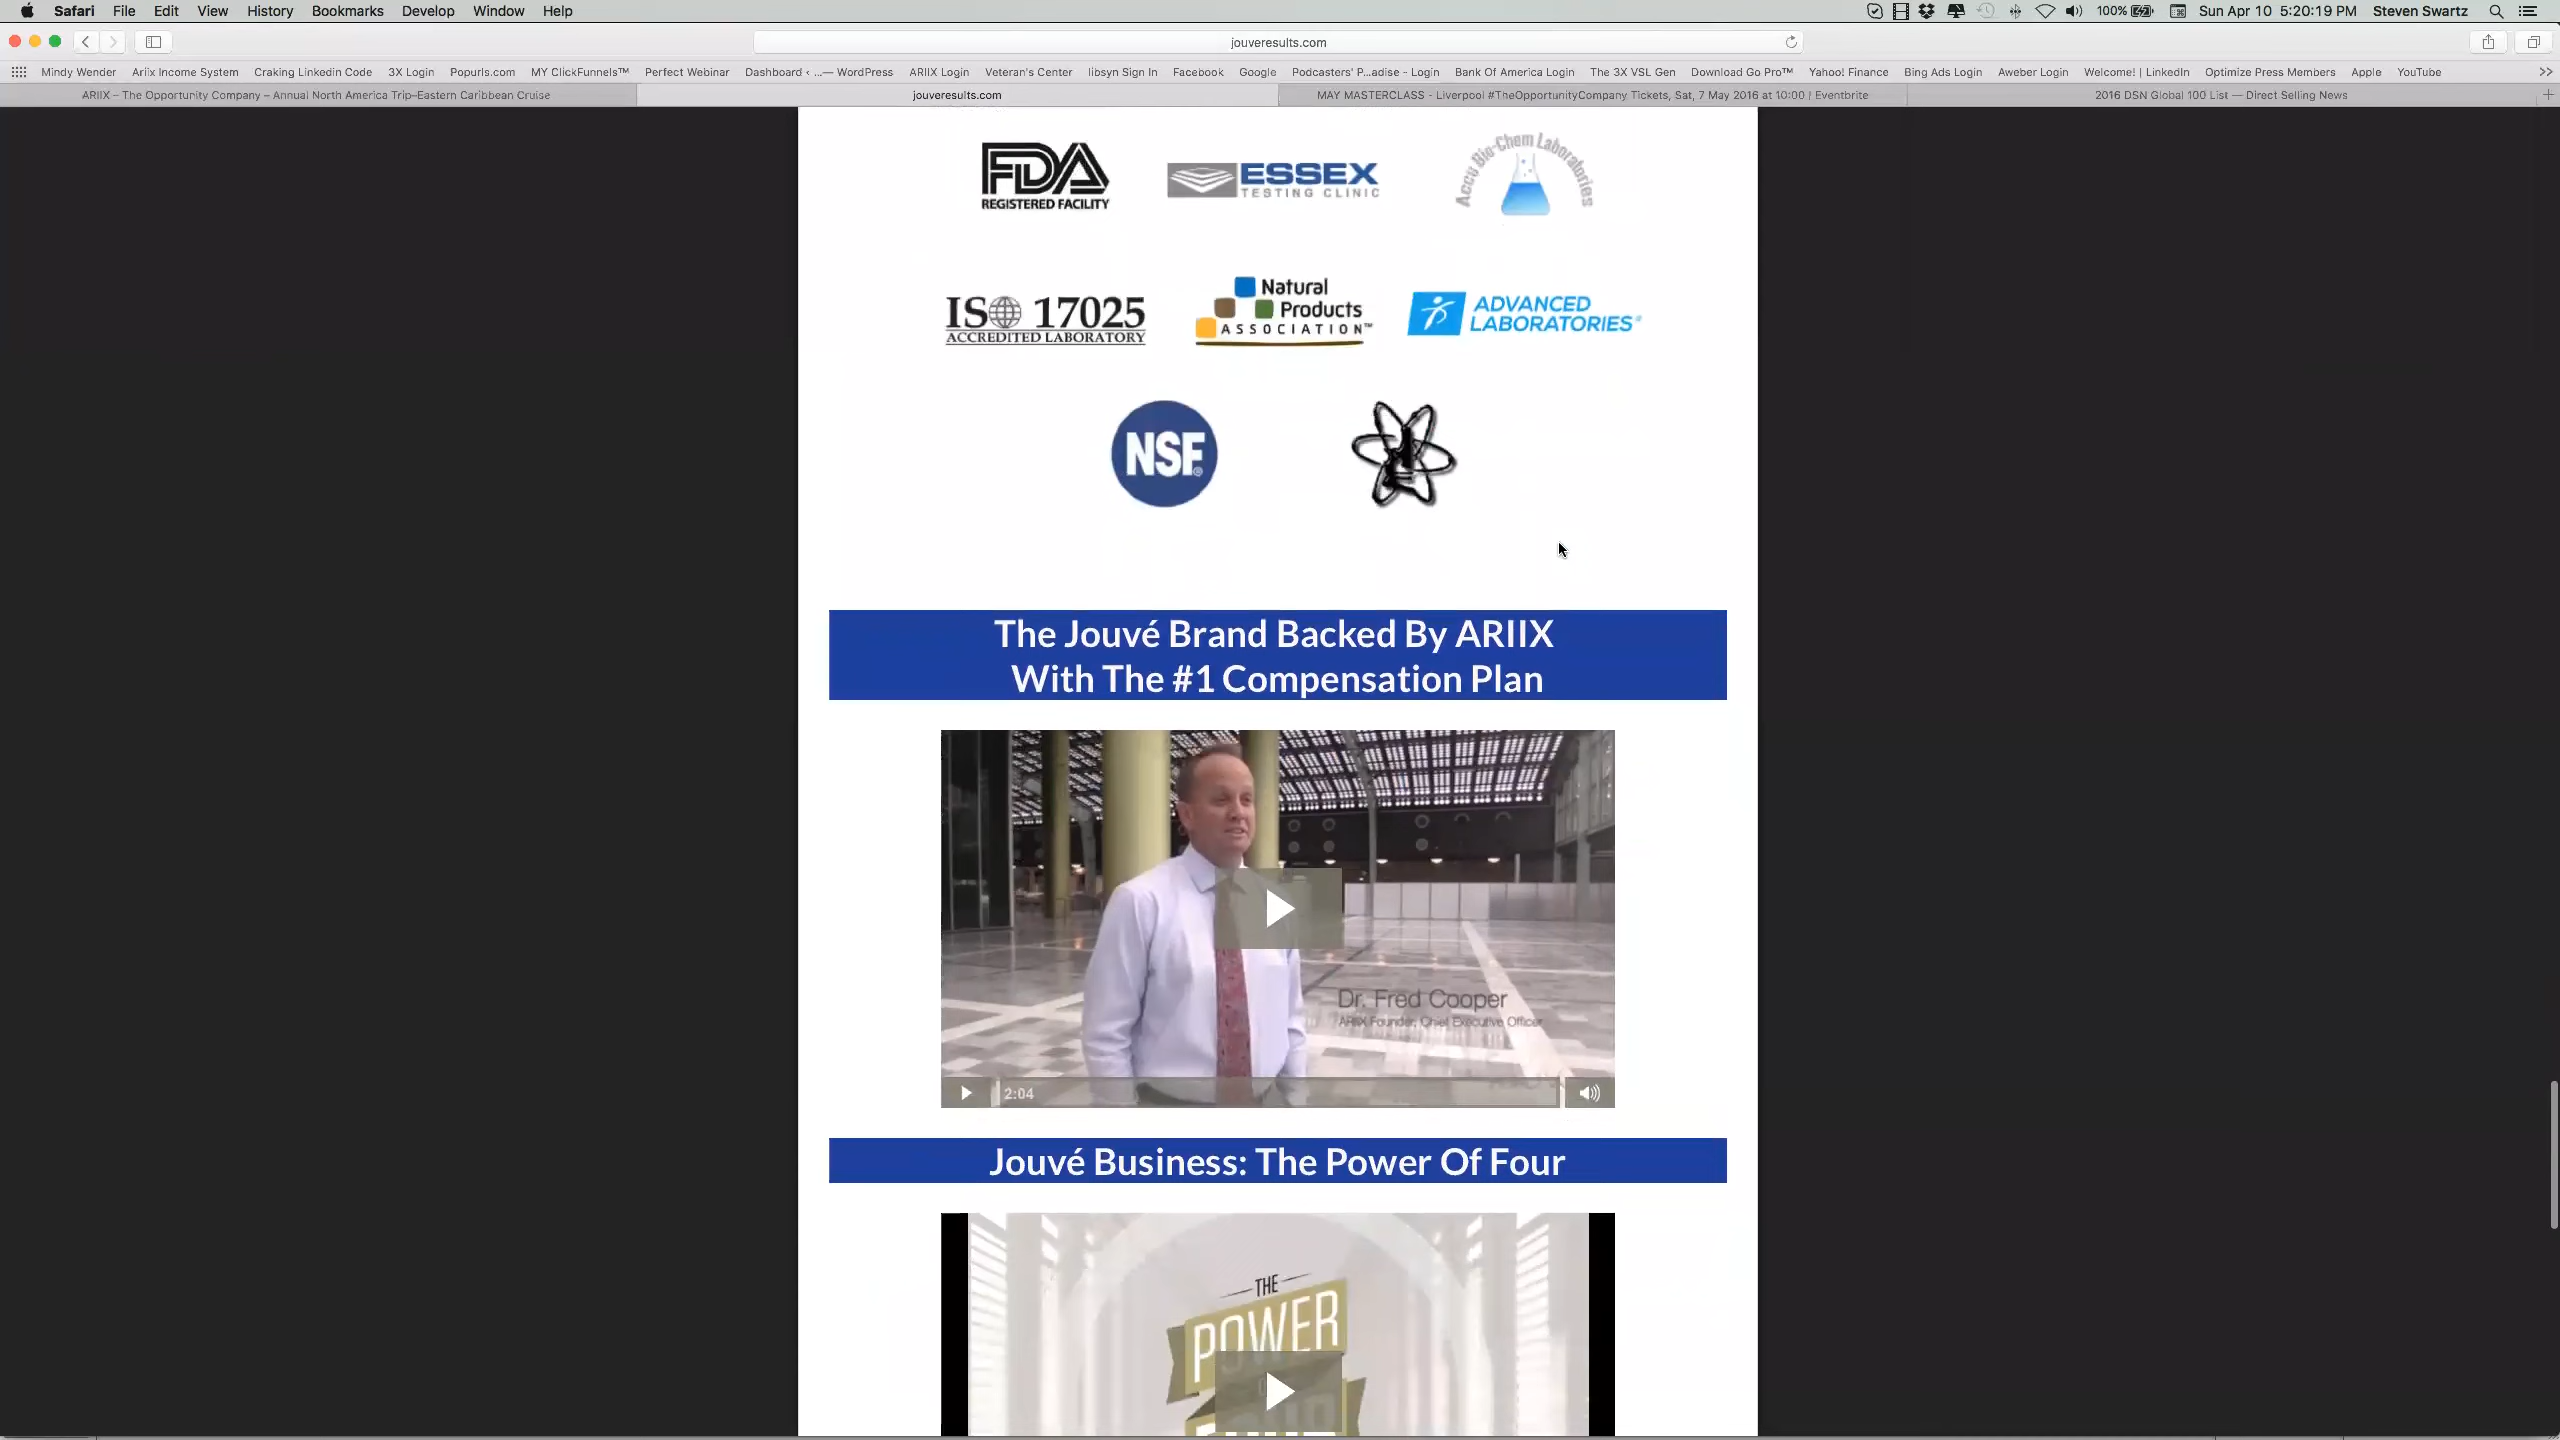 Safari File Edit View History Bookmarks Develop Window Help 100% Sun Apr 10 5:20:19 PM Steven Swartz
jouveresults.com
Mindy Wender Ariix Income System Craking Linkedin Code 3X Login Popurls.com MY ClickFunnels™ Perfect Webinar Dashboard ‹ ...— WordPress ARIIX Login Veteran's Center libsyn Sign In Facebook Google Podcasters' P...adise - Login Bank Of America Login The 3X VSL Gen Download Go Pro™ Yahoo! Finance Bing Ads Login Aweber Login Welcome! | LinkedIn Optimize Press Members Apple YouTube
ARIIX – The Opportunity Company – Annual North America Trip–Eastern Caribbean Cruise jouveresults.com MAY MASTERCLASS - Liverpool #TheOpportunityCompany Tickets, Sat, 7 May 2016 at 10:00 | Eventbrite 2016 DSN Global 100 List — Direct Selling News
FDA
REGISTERED FACILITY
ESSEX
TESTING CLINIC
Accu Bio-Chem Laboratories
ISO 17025
ACCREDITED LABORATORY
Natural
Products
ASSOCIATION™
ADVANCED
LABORATORIES®
NSF®
The Jouvé Brand Backed By ARIIX
With The #1 Compensation Plan
Dr. Fred Cooper
ARIIX Founder, Chief Executive Officer
2:04
Jouvé Business: The Power Of Four
THE
POWER